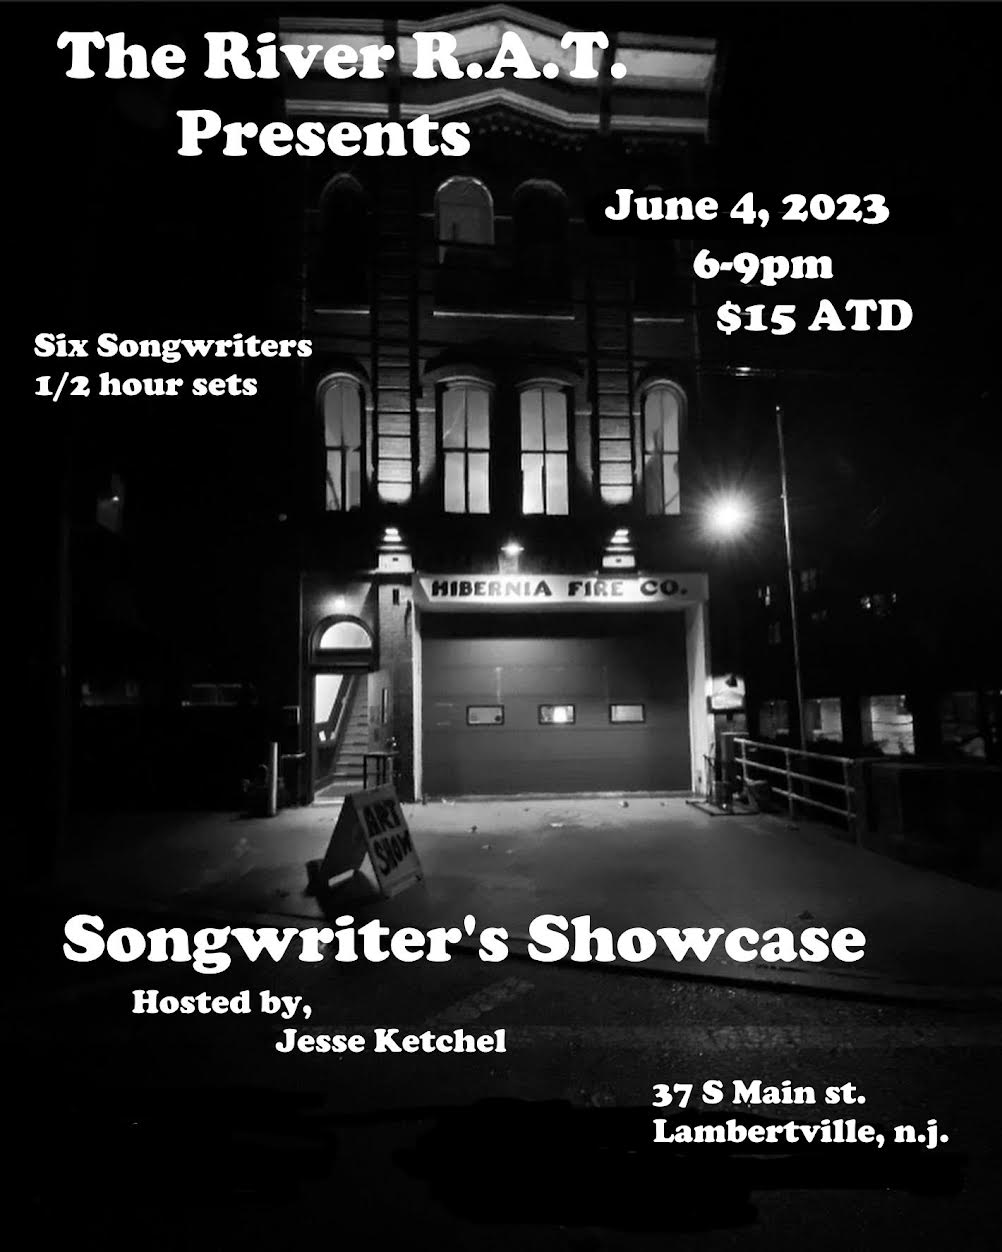 The River R.A.T.
Presents
June 4, 2023
6-9pm
$15 ATD
Six Songwriters
1/2 hour sets
HIBERNIA FIRE CO.
ART
SHOW
Songwriter's Showcase
Hosted by,
Jesse Ketchel
37 S Main st.
Lambertville, n.j.